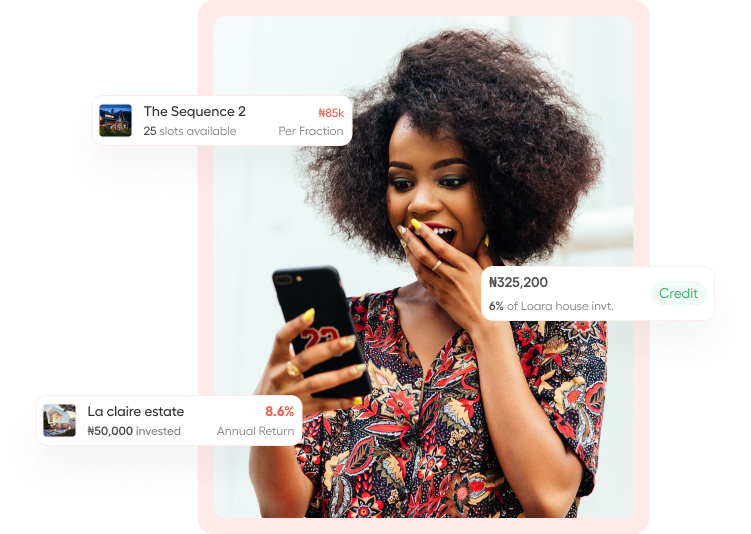 The Sequence 2
₦85k
25 slots available
Per Fraction
₦325,200
6% of Loara house invt.
Credit
23
La claire estate
8.6%
₦50,000 invested
Annual Return